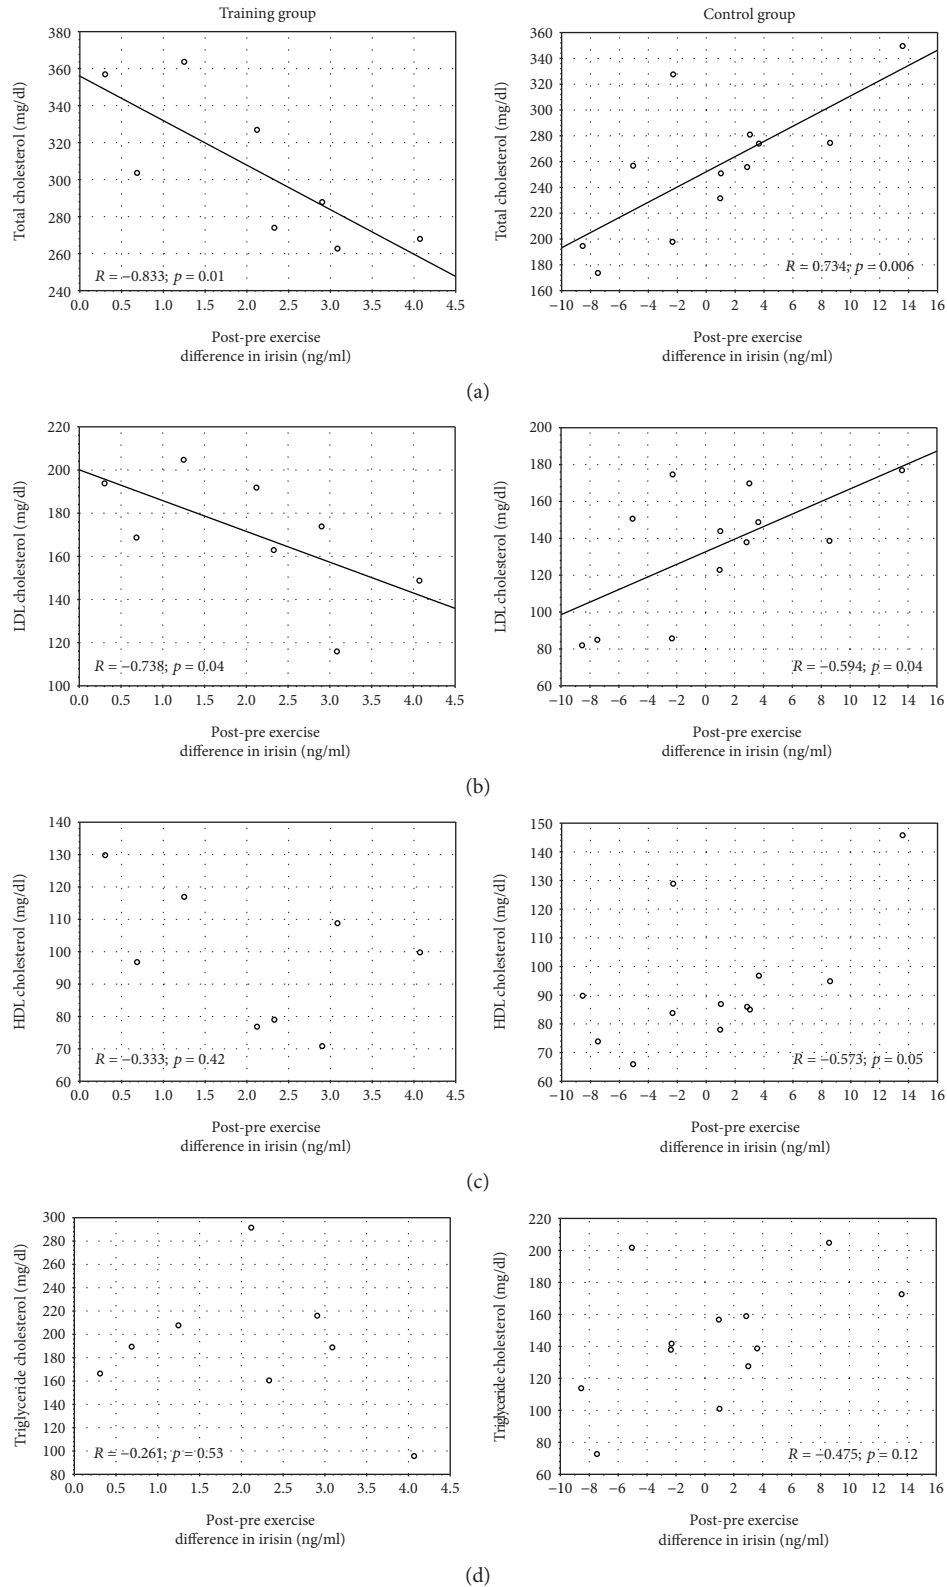 Training group
Total cholesterol (mg/dl)
380
360
340
320
300
280
260
240
R = −0.833; p = 0.01
0.0 0.5 1.0 1.5 2.0 2.5 3.0 3.5 4.0 4.5
Post-pre exercise
difference in irisin (ng/ml)
Control group
Total cholesterol (mg/dl)
360
340
320
300
280
260
240
220
200
180
160
R = 0.734; p = 0.006
−10 −8 −6 −4 −2 0 2 4 6 8 10 12 14 16
Post-pre exercise
difference in irisin (ng/ml)
(a)
LDL cholesterol (mg/dl)
220
200
180
160
140
120
100
R = −0.738; p = 0.04
0.0 0.5 1.0 1.5 2.0 2.5 3.0 3.5 4.0 4.5
Post-pre exercise
difference in irisin (ng/ml)
LDL cholesterol (mg/dl)
200
180
160
140
120
100
80
60
R = −0.594; p = 0.04
−10 −8 −6 −4 −2 0 2 4 6 8 10 12 14 16
Post-pre exercise
difference in irisin (ng/ml)
(b)
HDL cholesterol (mg/dl)
140
130
120
110
100
90
80
70
60
R = −0.333; p = 0.42
0.0 0.5 1.0 1.5 2.0 2.5 3.0 3.5 4.0 4.5
Post-pre exercise
difference in irisin (ng/ml)
HDL cholesterol (mg/dl)
150
140
130
120
110
100
90
80
70
60
R = −0.573; p = 0.05
−10 −8 −6 −4 −2 0 2 4 6 8 10 12 14 16
Post-pre exercise
difference in irisin (ng/ml)
(c)
Triglyceride cholesterol (mg/dl)
300
280
260
240
220
200
180
160
140
120
100
80
R = −0.261; p = 0.53
0.0 0.5 1.0 1.5 2.0 2.5 3.0 3.5 4.0 4.5
Post-pre exercise
difference in irisin (ng/ml)
Triglyceride cholesterol (mg/dl)
220
200
180
160
140
120
100
80
60
R = −0.475; p = 0.12
−10 −8 −6 −4 −2 0 2 4 6 8 10 12 14 16
Post-pre exercise
difference in irisin (ng/ml)
(d)